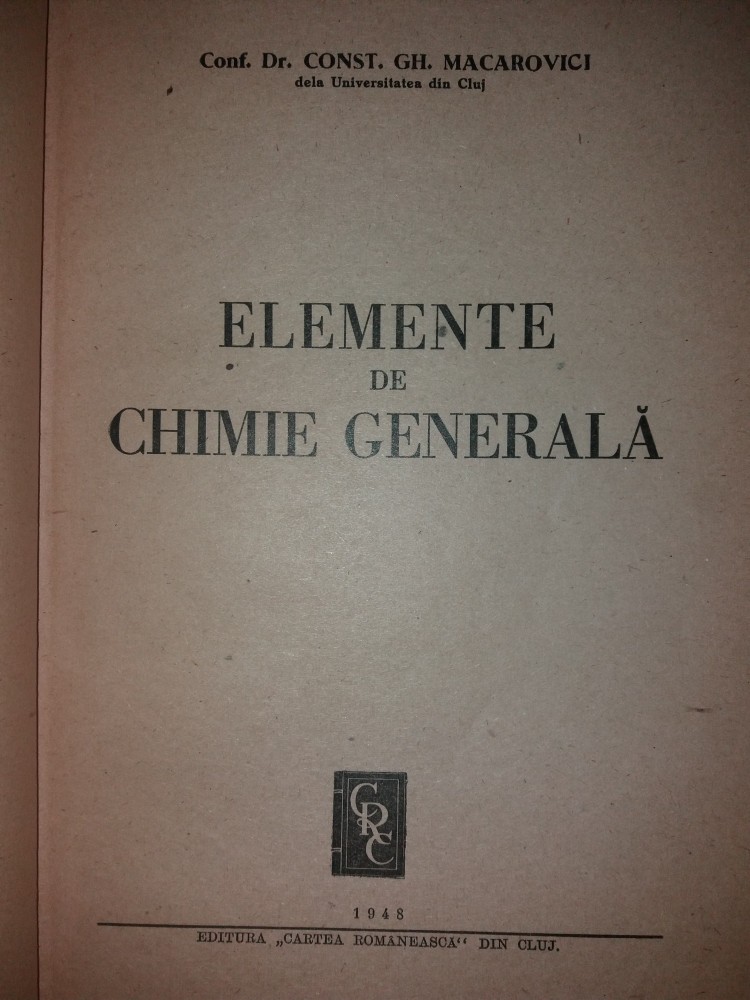 Conf. Dr. CONST. GH. MACAROVICI
dela Universitatea din Cluj
ELEMENTE
DE
CHIMIE GENERALĂ
CRC
1948
EDITURA „CARTEA ROMÂNEASCĂ“ DIN CLUJ.